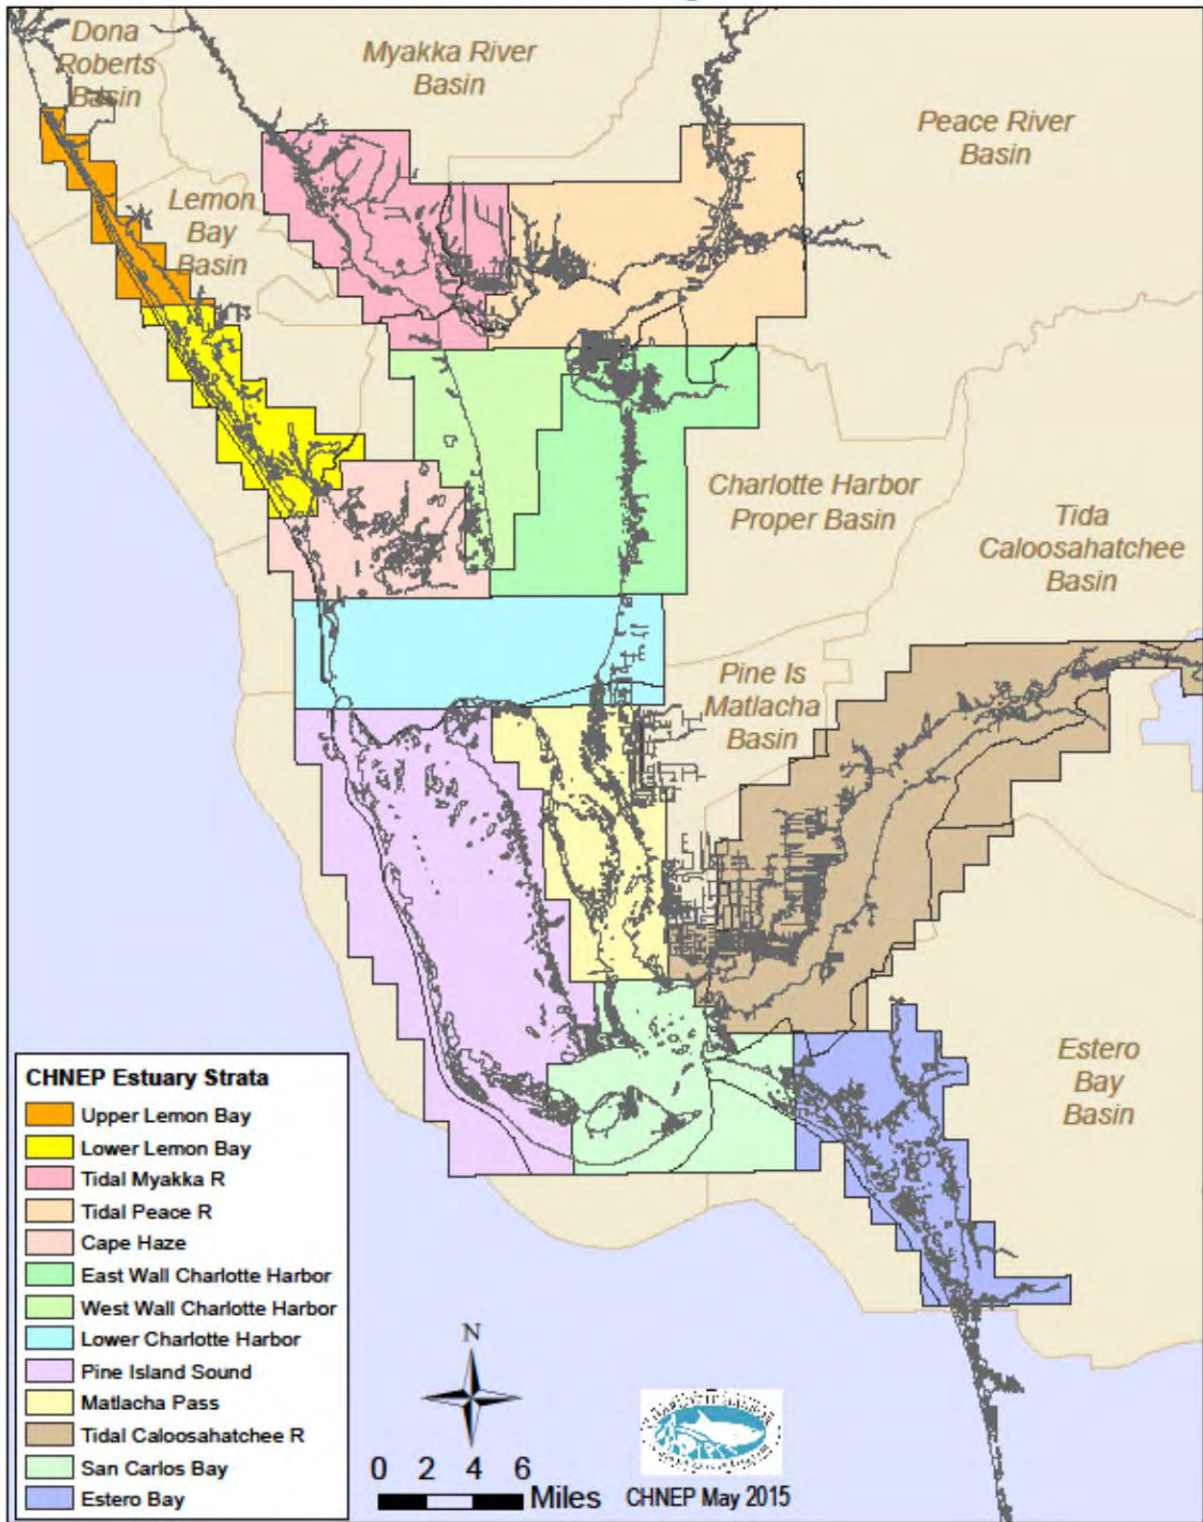 Dona
Roberts
Basin
Myakka River
Basin
Peace River
Basin
Lemon
Bay
Basin
Charlotte Harbor
Proper Basin
Tida
Caloosahatchee
Basin
Pine Is
Matlacha
Basin
Estero
Bay
Basin
CHNEP Estuary Strata
Upper Lemon Bay
Lower Lemon Bay
Tidal Myakka R
Tidal Peace R
Cape Haze
East Wall Charlotte Harbor
West Wall Charlotte Harbor
Lower Charlotte Harbor
Pine Island Sound
Matlacha Pass
Tidal Caloosahatchee R
San Carlos Bay
Estero Bay
N
0 2 4 6
Miles
CHNEP May 2015